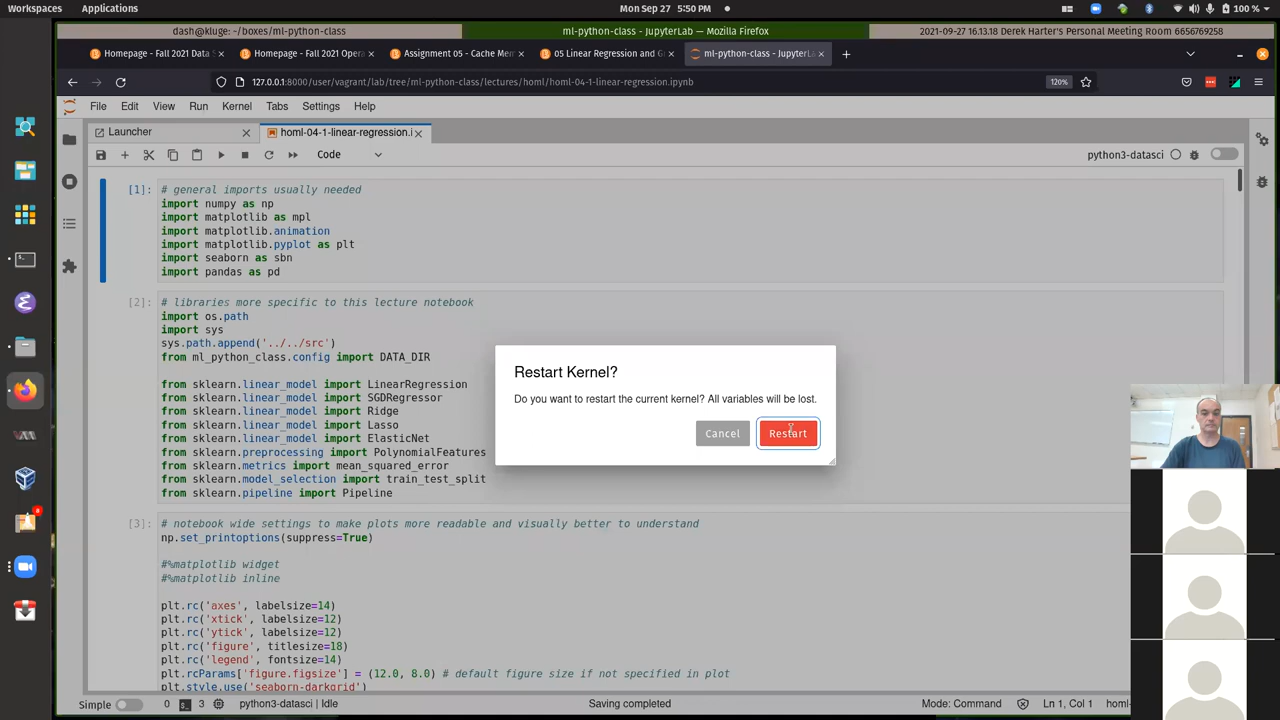 Workspaces
Applications
Mon Sep 27  5:50 PM
100 %
dash@kluge: ~/boxes/ml-python-class
ml-python-class - JupyterLab — Mozilla Firefox
2021-09-27 16.13.18 Derek Harter's Personal Meeting Room 6656769258
Homepage - Fall 2021 Data S
Homepage - Fall 2021 Opera
Assignment 05 - Cache Mem
05 Linear Regression and G
ml-python-class - JupyterLab
127.0.0.1:8000/user/vagrant/lab/tree/ml-python-class/lectures/homl/homl-04-1-linear-regression.ipynb
120%
File
Edit
View
Run
Kernel
Tabs
Settings
Help
Launcher
homl-04-1-linear-regression.i
Code
python3-datasci
[1]:
# general imports usually needed
import numpy as np
import matplotlib as mpl
import matplotlib.animation
import matplotlib.pyplot as plt
import seaborn as sbn
import pandas as pd
[2]:
# libraries more specific to this lecture notebook
import os.path
import sys
sys.path.append('../../src')
from ml_python_class.config import DATA_DIR
from sklearn.linear_model import LinearRegression
from sklearn.linear_model import SGDRegressor
from sklearn.linear_model import Ridge
from sklearn.linear_model import Lasso
from sklearn.linear_model import ElasticNet
from sklearn.preprocessing import PolynomialFeatures
from sklearn.metrics import mean_squared_error
from sklearn.model_selection import train_test_split
from sklearn.pipeline import Pipeline
Restart Kernel?
Do you want to restart the current kernel? All variables will be lost.
Cancel
Restart
[3]:
# notebook wide settings to make plots more readable and visually better to understand
np.set_printoptions(suppress=True)
#%matplotlib widget
#%matplotlib inline
plt.rc('axes', labelsize=14)
plt.rc('xtick', labelsize=12)
plt.rc('ytick', labelsize=12)
plt.rc('figure', titlesize=18)
plt.rc('legend', fontsize=14)
plt.rcParams['figure.figsize'] = (12.0, 8.0) # default figure size if not specified in plot
plt.style.use('seaborn-darkgrid')
Simple
0
3
python3-datasci | Idle
Saving completed
Mode: Command
Ln 1, Col 1
homl-